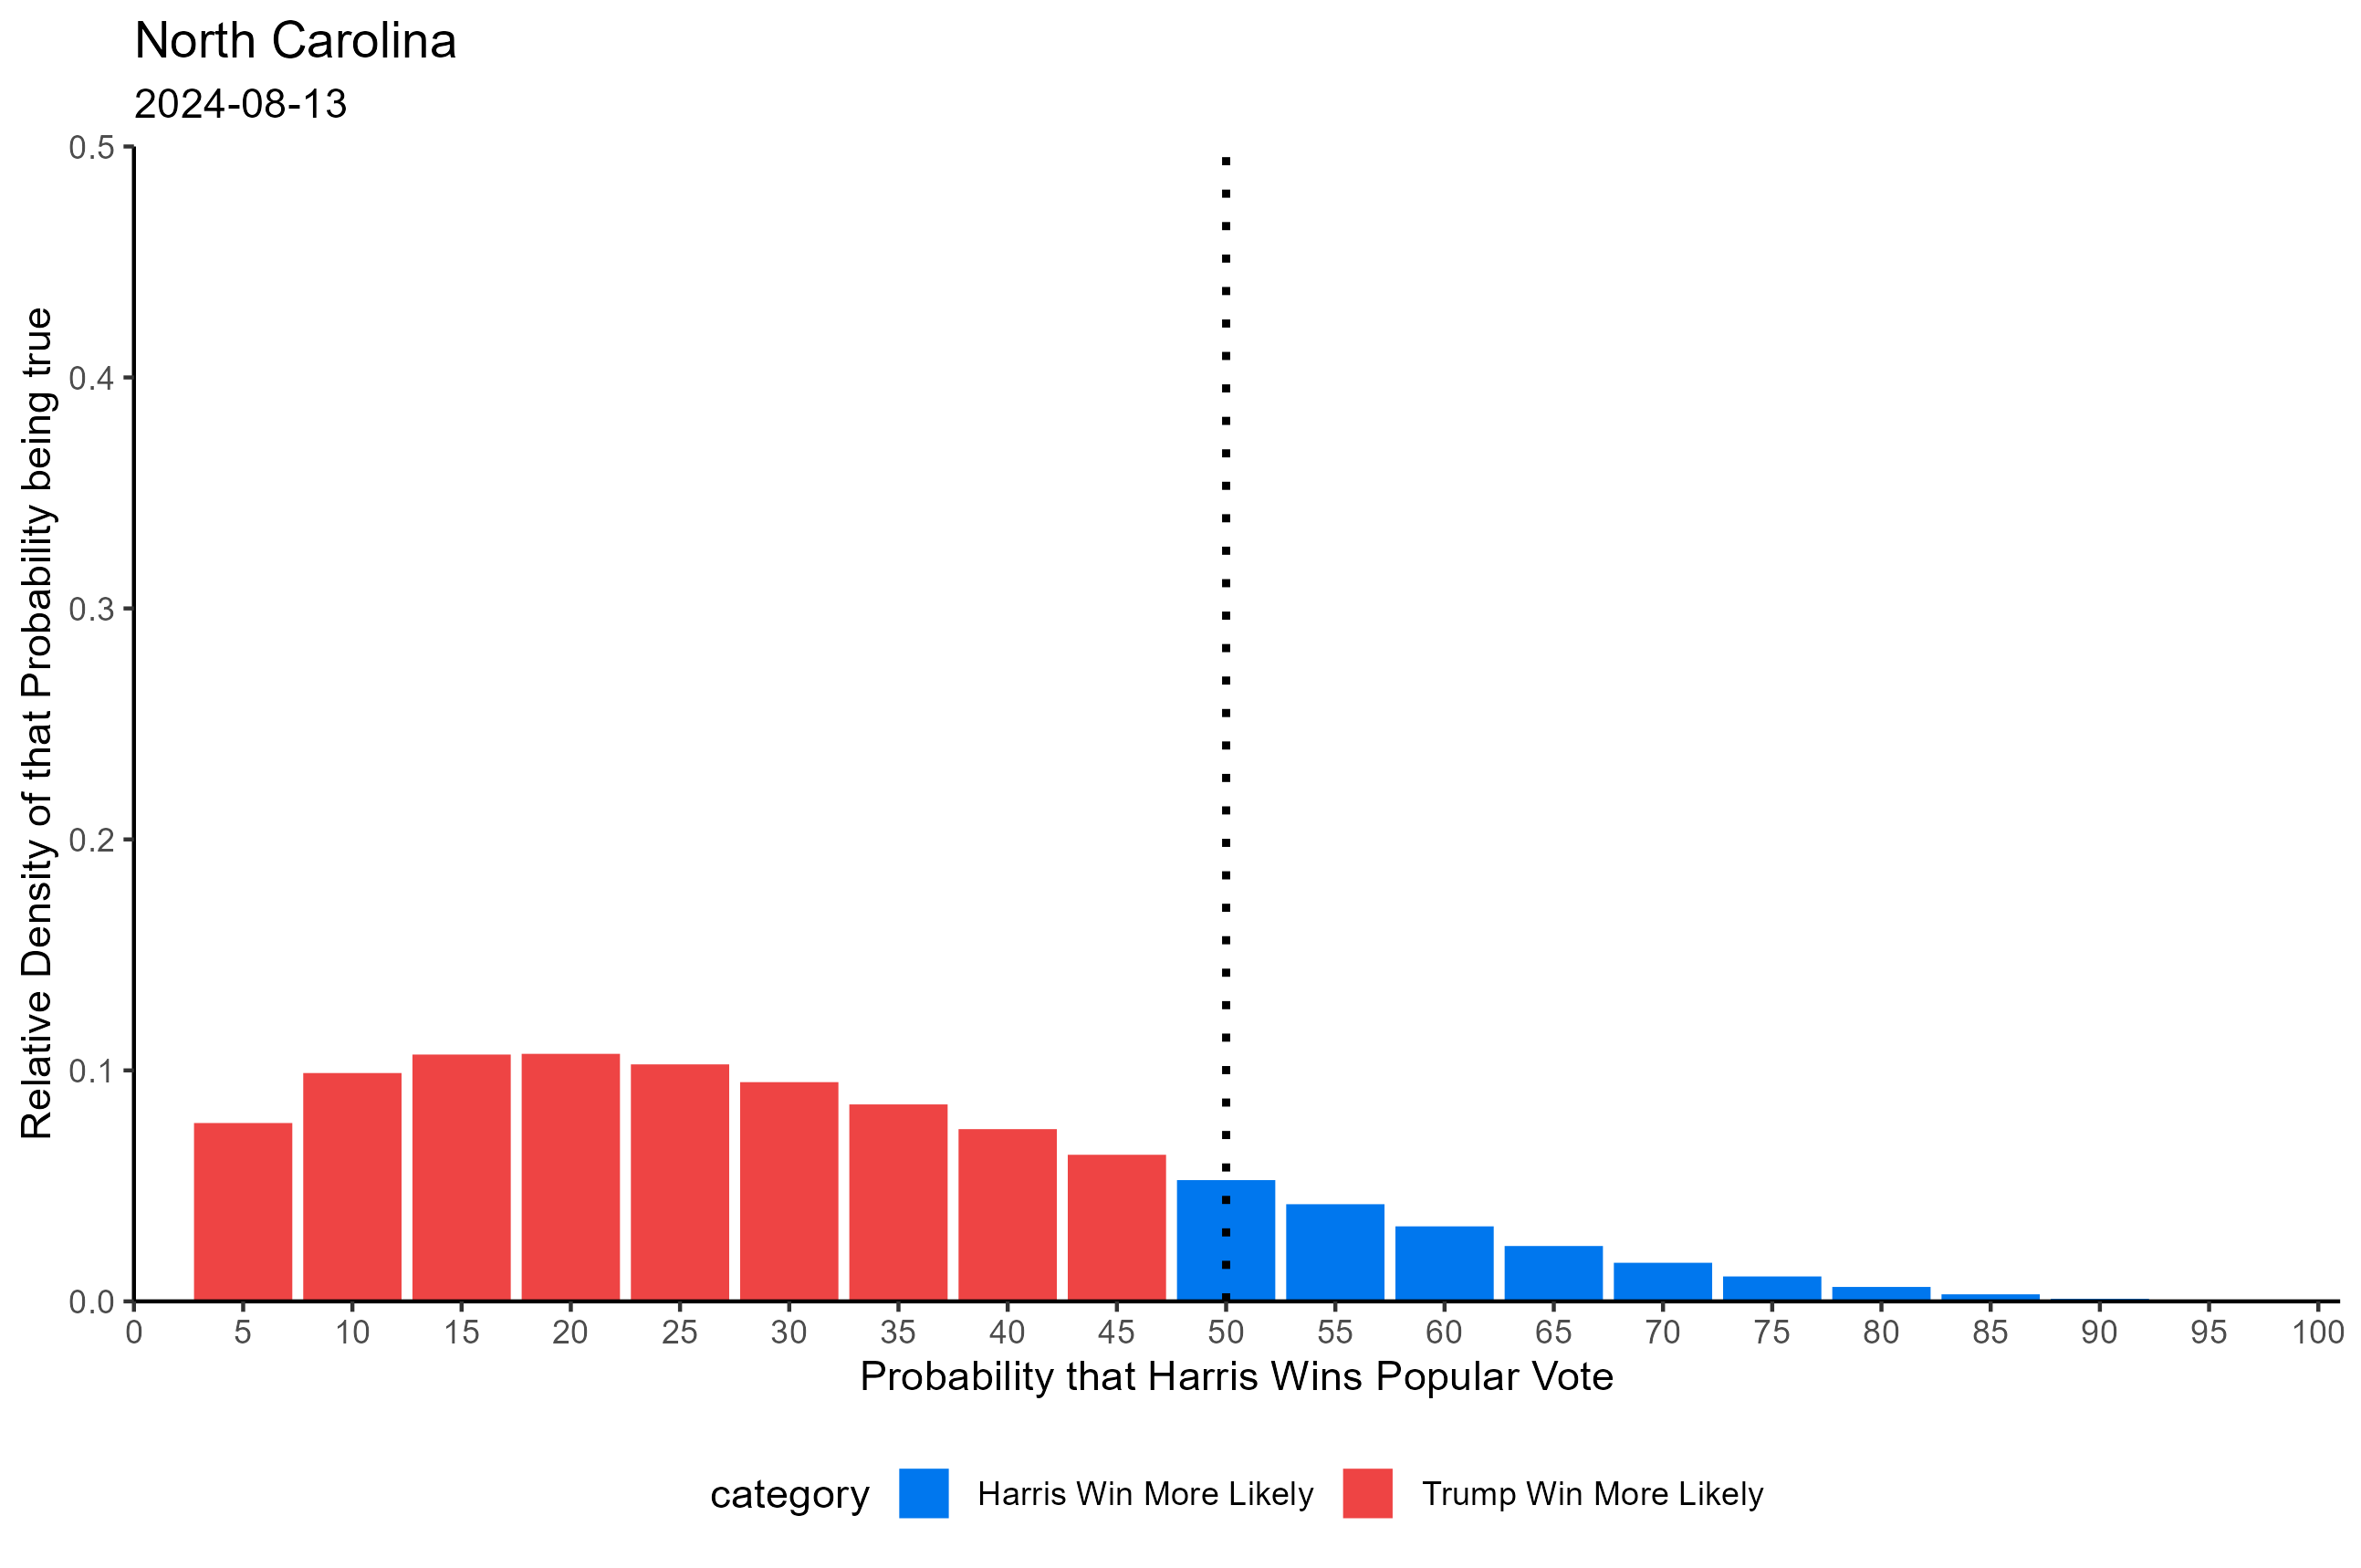 North Carolina
2024-08-13
Relative Density of that Probability being true
0.5
0.4
0.3
0.2
0.1
0.0
0 5 10 15 20 25 30 35 40 45 50 55 60 65 70 75 80 85 90 95 100
Probability that Harris Wins Popular Vote
category Harris Win More Likely Trump Win More Likely